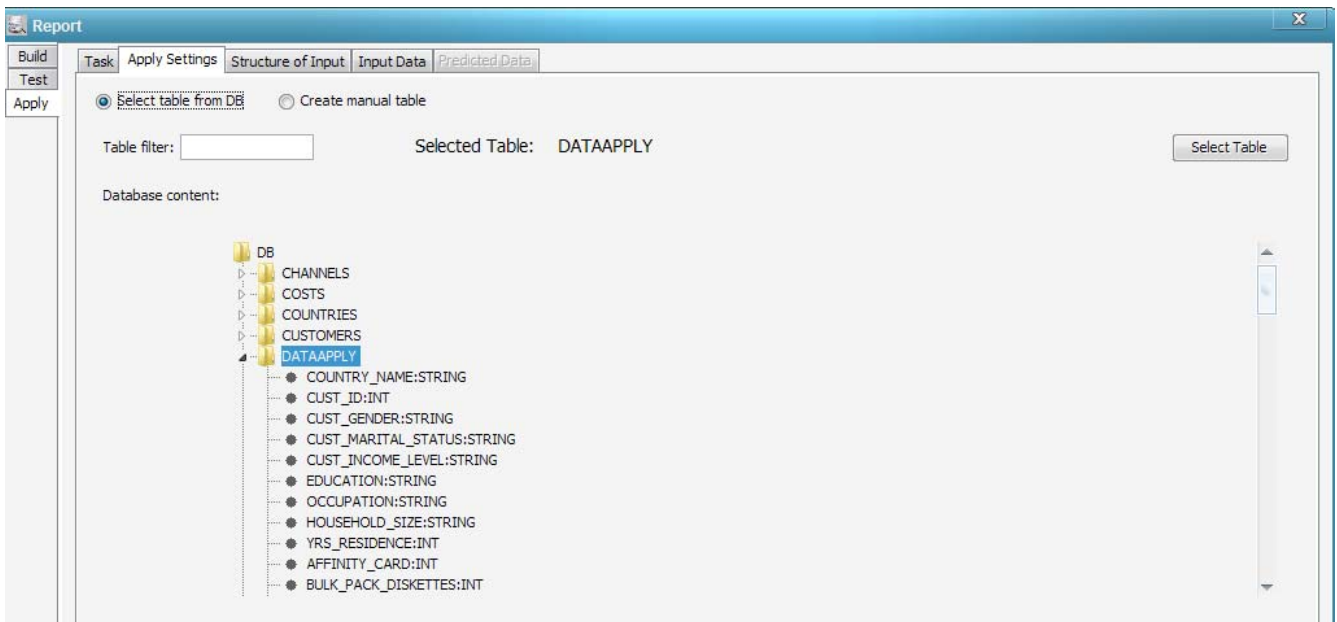 Report
Build
Test
Apply
Task Apply Settings Structure of Input Input Data Predicted Data
Select table from DB Create manual table
Table filter: Selected Table: DATAAPPLY Select Table
Database content:
DB
CHANNELS
COSTS
COUNTRIES
CUSTOMERS
DATAAPPLY
COUNTRY_NAME:STRING
CUST_ID:INT
CUST_GENDER:STRING
CUST_MARITAL_STATUS:STRING
CUST_INCOME_LEVEL:STRING
EDUCATION:STRING
OCCUPATION:STRING
HOUSEHOLD_SIZE:STRING
YRS_RESIDENCE:INT
AFFINITY_CARD:INT
BULK_PACK_DISKETTES:INT